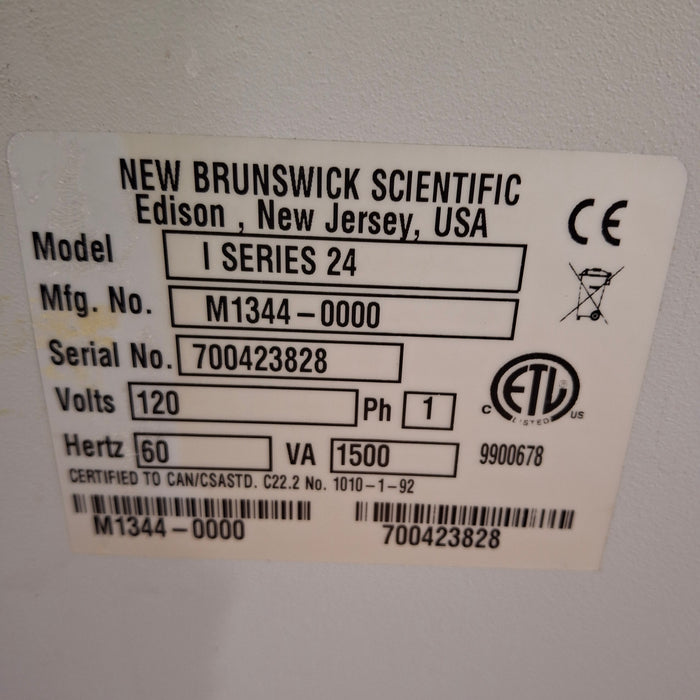 NEW BRUNSWICK SCIENTIFIC
Edison , New Jersey, USA
CE
Model I SERIES 24
Mfg. No. M1344-0000
Serial No. 700423828
Volts 120 Ph 1
C ETL US
LISTED
Hertz 60 VA 1500 9900678
CERTIFIED TO CAN/CSASTD. C22.2 No. 1010-1-92
M1344-0000 700423828